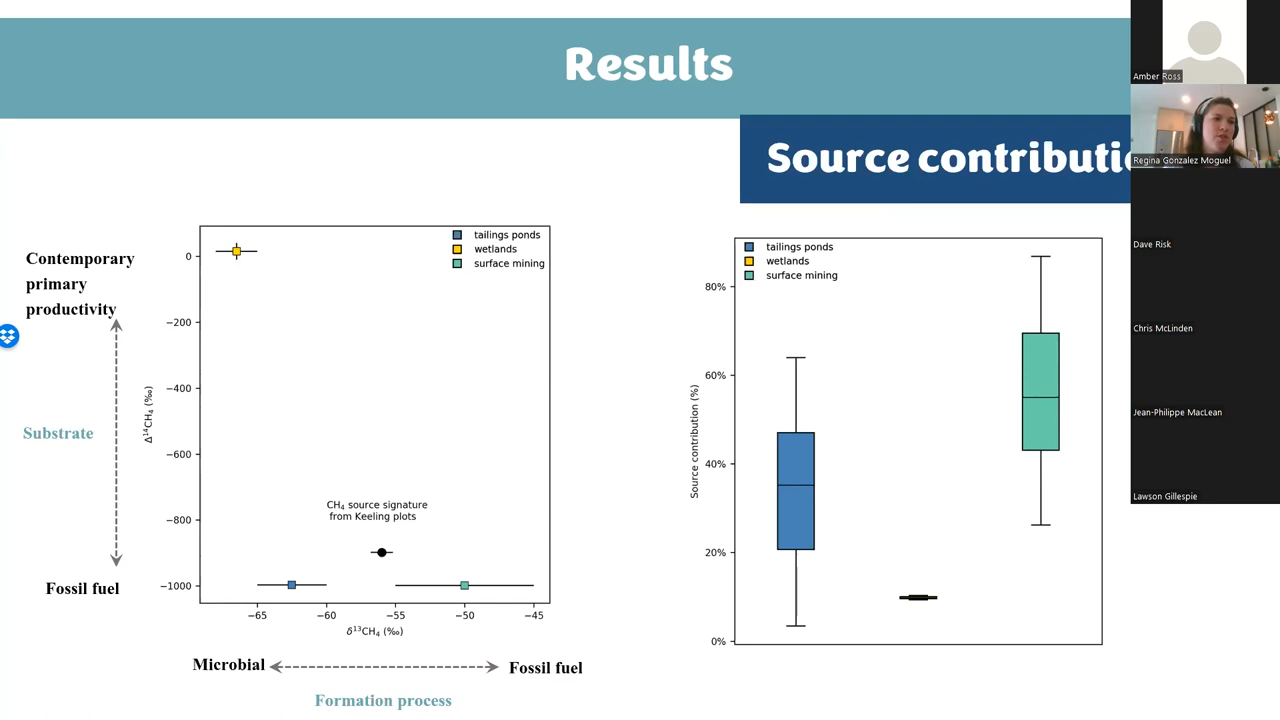 Results
Source contributi
Contemporary
primary
productivity
Substrate
Fossil fuel
tailings ponds
wetlands
surface mining
0
−200
−400
−600
−800
−1000
Δ¹⁴CH₄ (‰)
CH₄ source signature
from Keeling plots
−65
−60
−55
−50
−45
δ¹³CH₄ (‰)
Microbial
Fossil fuel
Formation process
tailings ponds
wetlands
surface mining
80%
60%
40%
20%
0%
Source contribution (%)
Amber Ross
Regina Gonzalez Moguel
Dave Risk
Chris McLinden
Jean-Philippe MacLean
Lawson Gillespie